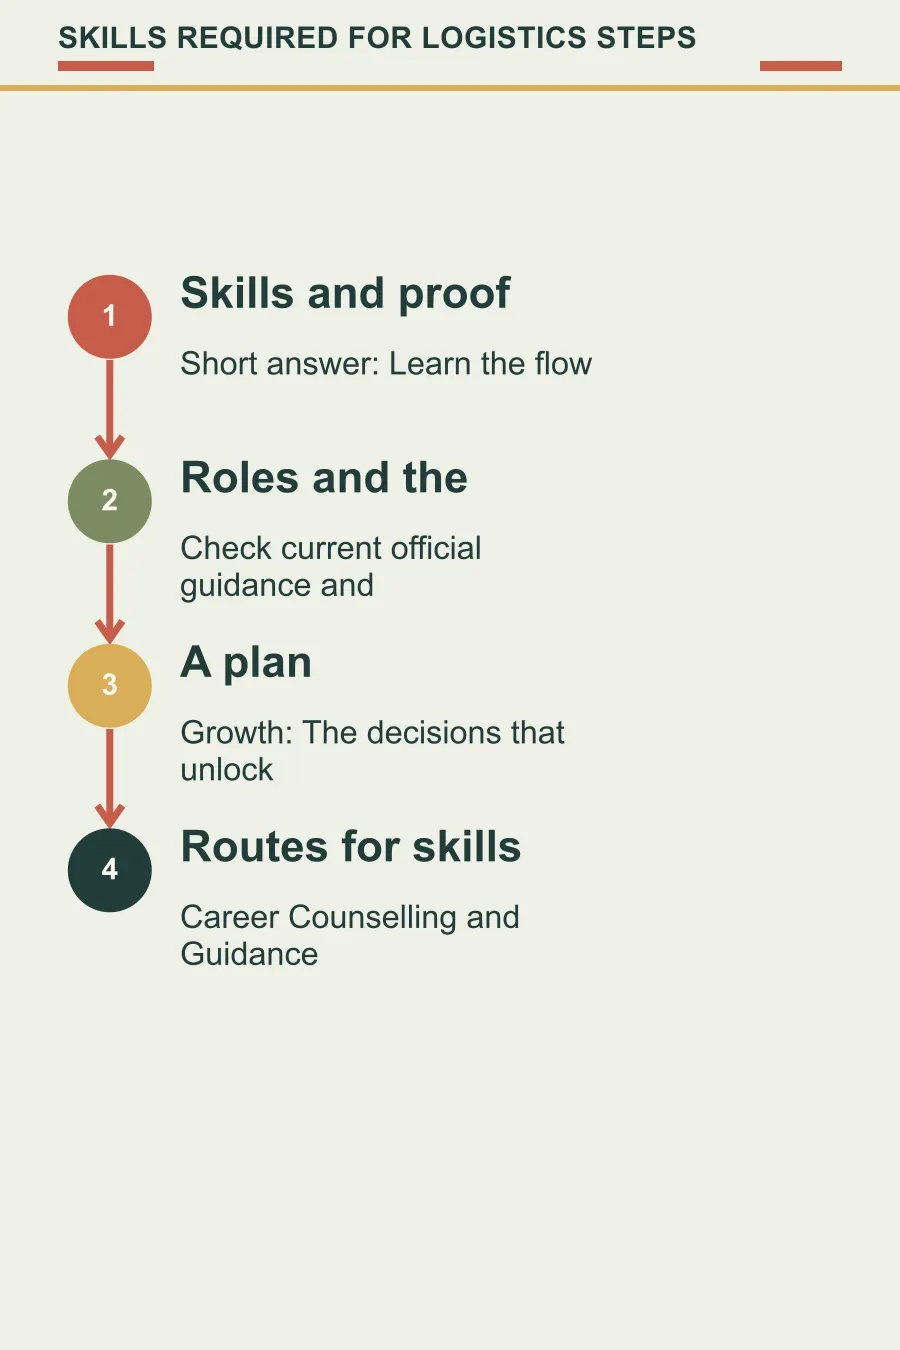 SKILLS REQUIRED FOR LOGISTICS STEPS
1
Skills and proof
Short answer: Learn the flow
2
Roles and the
Check current official
guidance and
3
A plan
Growth: The decisions that
unlock
4
Routes for skills
Career Counselling and
Guidance